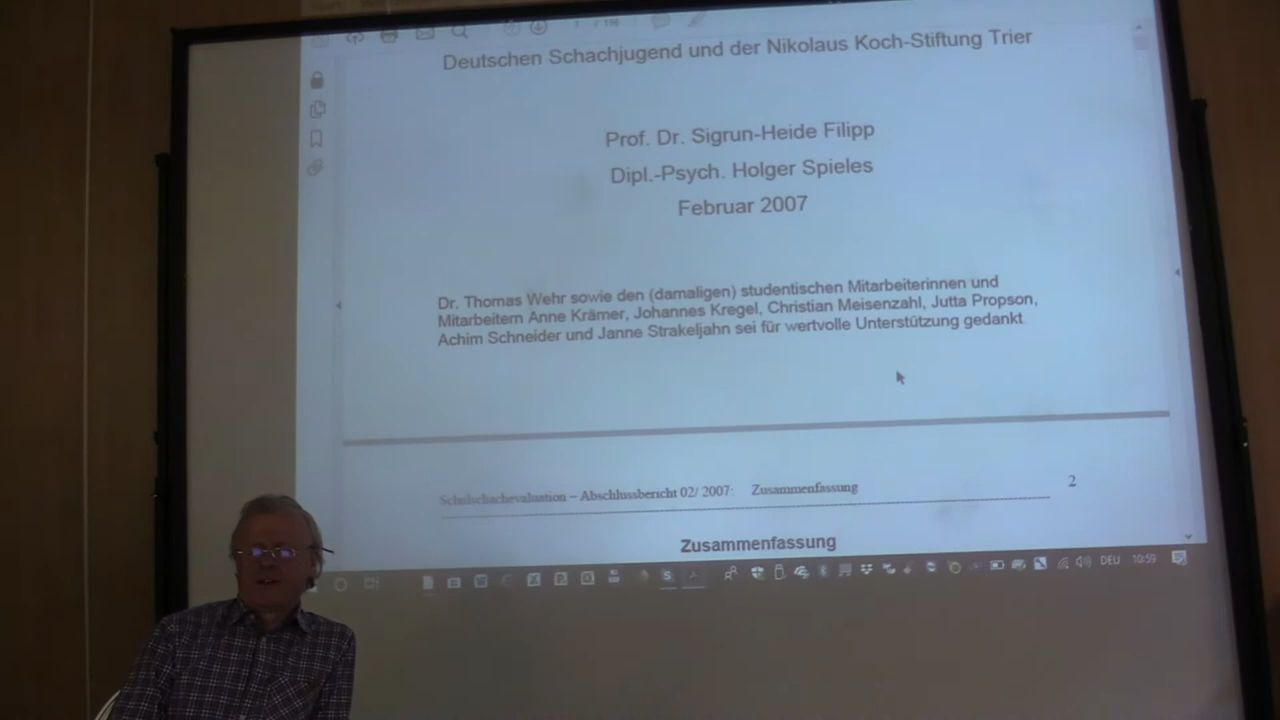 / 116
Deutschen Schachjugend und der Nikolaus Koch-Stiftung Trier
Prof. Dr. Sigrun-Heide Filipp
Dipl.-Psych. Holger Spieles
Februar 2007
Dr. Thomas Wehr sowie den (damaligen) studentischen Mitarbeiterinnen und
Mitarbeitern Anne Krämer, Johannes Kregel, Christian Meisenzahl, Jutta Propson,
Achim Schneider und Janne Strakeljahn sei für wertvolle Unterstützung gedankt
Schulschachevaluation – Abschlussbericht 02/ 2007: Zusammenfassung 2
Zusammenfassung
DEU 10:59